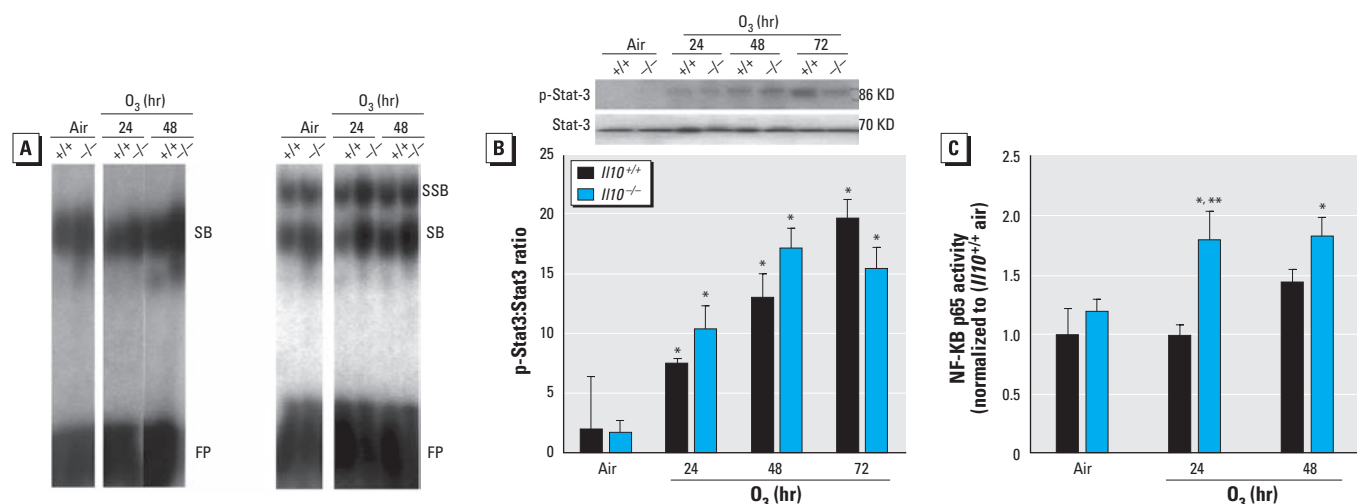 A
O₃ (hr)
Air 24 48
+/+ -/- +/+ -/- +/+ -/-
SB
FP
O₃ (hr)
Air 24 48
+/+ -/- +/+ -/- +/+ -/-
SSB
SB
FP
B
O₃ (hr)
Air 24 48 72
+/+ -/- +/+ -/- +/+ -/- +/+ -/-
p-Stat-3 86 KD
Stat-3 70 KD
p-Stat3:Stat3 ratio
25
20
15
10
5
0
Il10+/+
Il10-/-
* * * * * *
Air 24 48 72
O₃ (hr)
C
NF-KB p65 activity
(normalized to (Il10+/+ air)
2.5
2.0
1.5
1.0
0.5
0.0
*, ** *
Air 24 48
O₃ (hr)